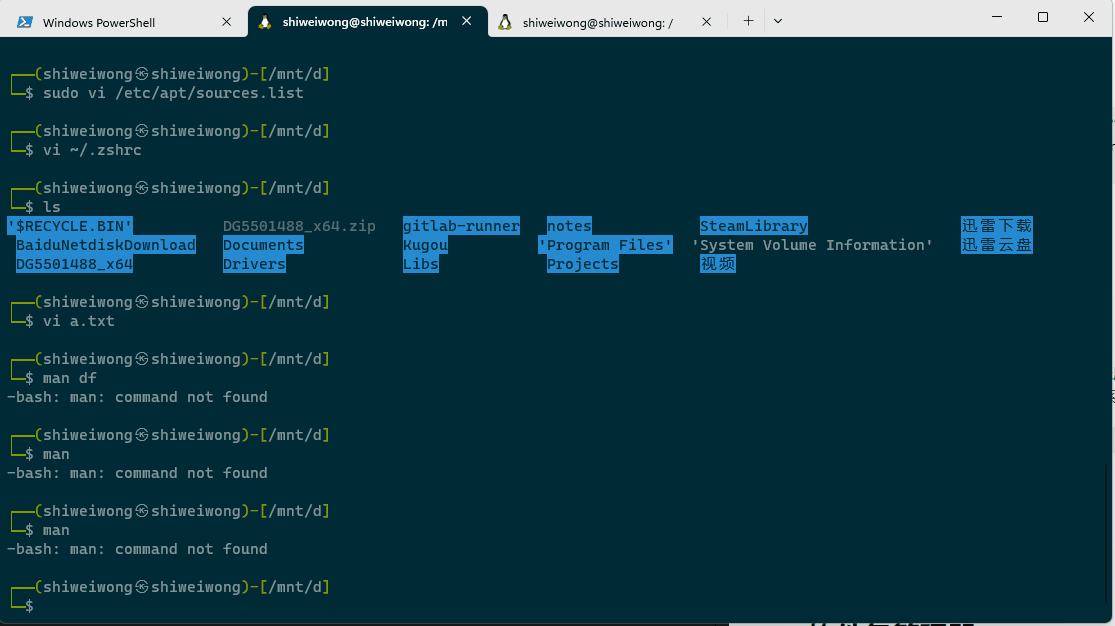 Windows PowerShell
shiweiwong@shiweiwong: /m
shiweiwong@shiweiwong: /
(shiweiwong㉿shiweiwong)-[/mnt/d]
$ sudo vi /etc/apt/sources.list
(shiweiwong㉿shiweiwong)-[/mnt/d]
$ vi ~/.zshrc
(shiweiwong㉿shiweiwong)-[/mnt/d]
$ ls
'$RECYCLE.BIN' DG5501488_x64.zip gitlab-runner notes SteamLibrary 迅雷下载
BaiduNetdiskDownload Documents Kugou 'Program Files' 'System Volume Information' 迅雷云盘
DG5501488_x64 Drivers Libs Projects 视频
(shiweiwong㉿shiweiwong)-[/mnt/d]
$ vi a.txt
(shiweiwong㉿shiweiwong)-[/mnt/d]
$ man df
-bash: man: command not found
(shiweiwong㉿shiweiwong)-[/mnt/d]
$ man
-bash: man: command not found
(shiweiwong㉿shiweiwong)-[/mnt/d]
$ man
-bash: man: command not found
(shiweiwong㉿shiweiwong)-[/mnt/d]
$